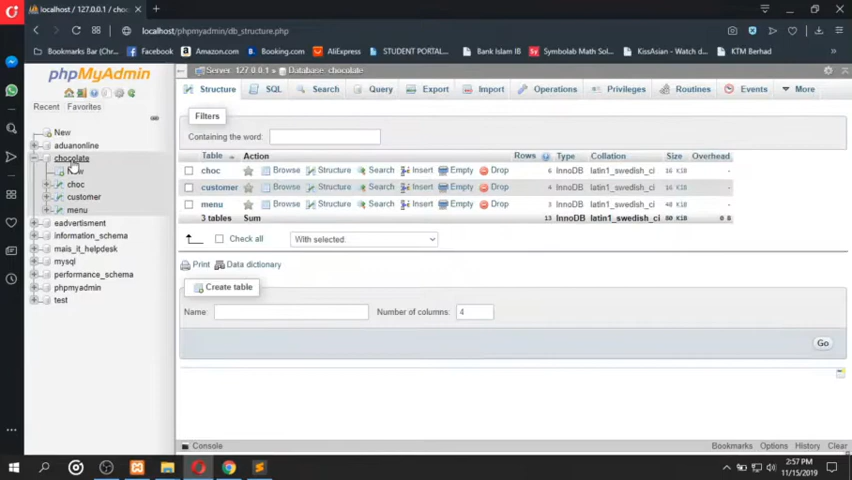 localhost / 127.0.0.1 / ch
localhost/phpmyadmin/db_structure.php
Bookmarks Bar (Chr...
Facebook
Amazon.com
Booking.com
AliExpress
STUDENT PORTAL...
Bank Islam IB
Symbolab Math Sol...
KissAsian - Watch d...
KTM Berhad
phpMyAdmin
Recent
Favorites
New
aduanonline
chocolate
choc
customer
menu
eadvertisment
information_schema
mais_it_helpdesk
mysql
performance_schema
phpmyadmin
test
Server: 127.0.0.1 » Database: chocolate
Structure SQL Search Query Export Import Operations Privileges Routines Events More
Filters
Containing the word:
Table Action Rows Type Collation Size Overhead
choc Browse Structure Search Insert Empty Drop 6 InnoDB latin1_swedish_ci 16 KiB -
customer Browse Structure Search Insert Empty Drop 4 InnoDB latin1_swedish_ci 16 KiB -
menu Browse Structure Search Insert Empty Drop 3 InnoDB latin1_swedish_ci -
3 tables Sum 13 InnoDB latin1_swedish_ci 80 KiB 0 B
Check all With selected:
Print Data dictionary
Create table
Name: Number of columns: 4
Go
Console Bookmarks Options History Clear
2:57 PM
11/15/2019